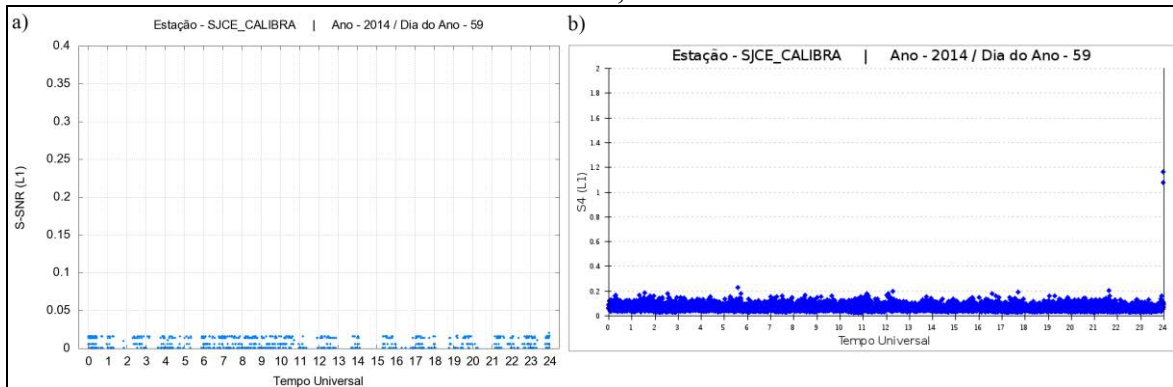 a)
Estação - SJCE_CALIBRA | Ano - 2014 / Dia do Ano - 59
0.4
0.35
0.3
0.25
0.2
0.15
0.1
0.05
0
S-SNR (L1)
0 1 2 3 4 5 6 7 8 9 10 11 12 13 14 15 16 17 18 19 20 21 22 23 24
Tempo Universal
b)
Estação - SJCE_CALIBRA | Ano - 2014 / Dia do Ano - 59
2
1.8
1.6
1.4
1.2
1
0.8
0.6
0.4
0.2
0
S4 (L1)
0 1 2 3 4 5 6 7 8 9 10 11 12 13 14 15 16 17 18 19 20 21 22 23 24
Tempo Universal